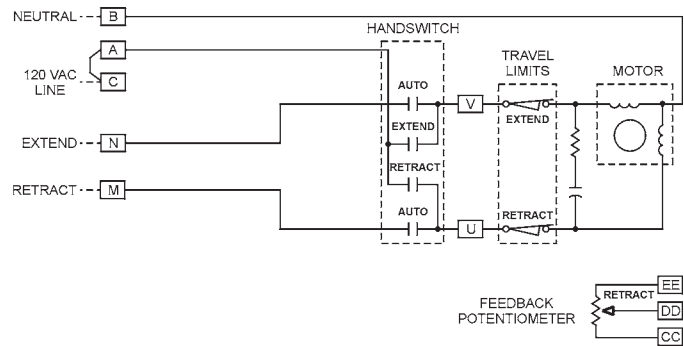 NEUTRAL B
HANDSWITCH
A
TRAVEL
LIMITS
MOTOR
120 VAC
LINE
C
AUTO
V
EXTEND
EXTEND
EXTEND N
RETRACT
RETRACT M
AUTO
RETRACT
U
FEEDBACK
POTENTIOMETER
RETRACT
EE
DD
CC